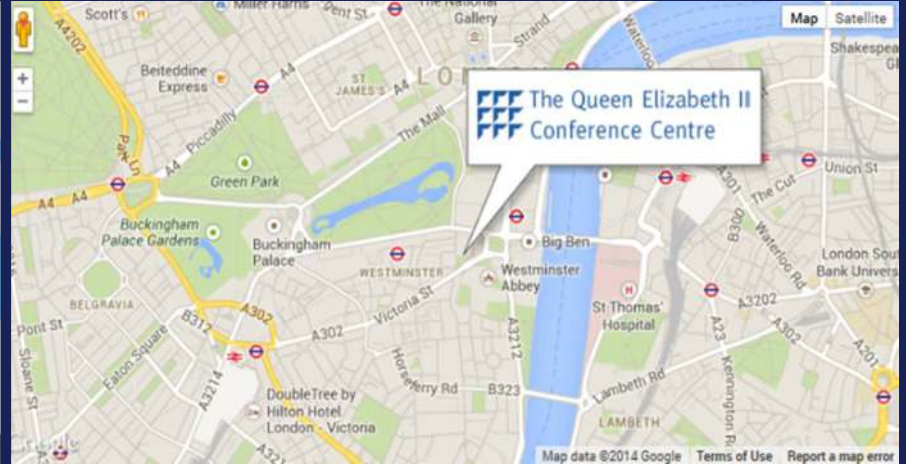 Scott's
Miller Harris
gent St
The National
Gallery
Strand
Waterloo
Map
Satellite
Shakespea
Gl
A4202
Beiteddine
Express
A4
ST
JAMES'S
A4
The Queen Elizabeth II
Conference Centre
Piccadilly
The Mall
Park Ln
A4
Green Park
A301
Union St
The Cut
A4
A4
Buckingham
Palace Gardens
Buckingham
Palace
Big Ben
B300
Waterloo Rd
London Sou
Bank Univers
WESTMINSTER
Westminster
Abbey
St Thomas'
Hospital
BELGRAVIA
A302
B312
Victoria St
A302
A3212
A3202
A23
A302
A201
Pont St
Sloane St
Eaton Square
A3214
Horseferry Rd
B323
Lambeth Rd
Kennington R
DoubleTree by
Hilton Hotel
London - Victoria
LAMBETH
Google
Map data ©2014 Google
Terms of Use
Report a map error